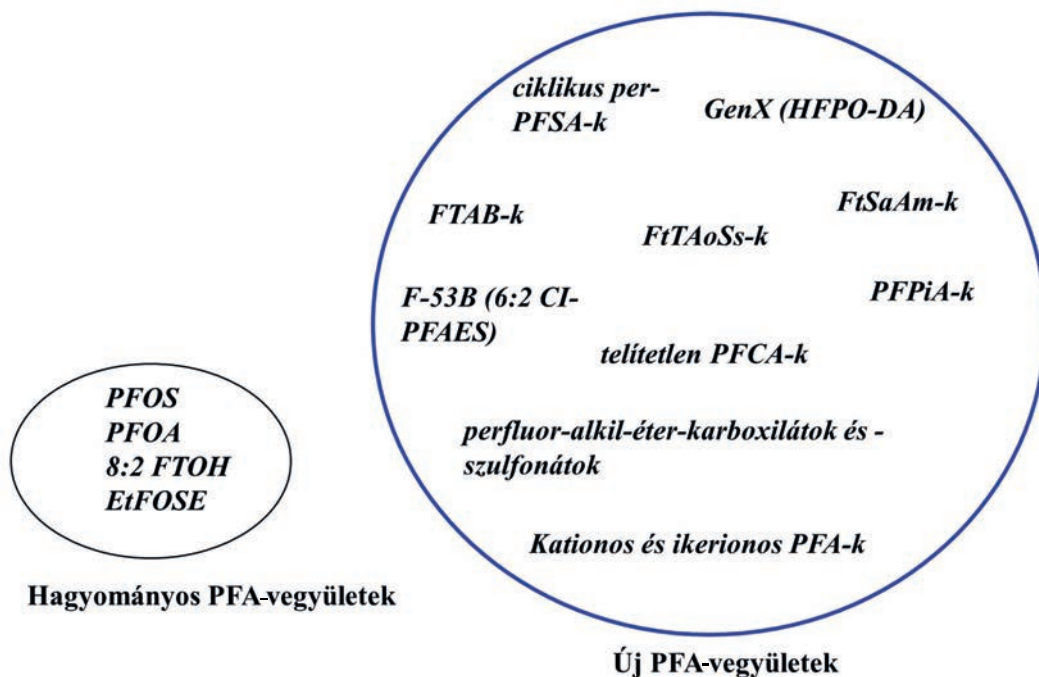 ciklikus per-
PFSA-k
GenX (HFPO-DA)
FTAB-k
FtTAoSs-k
FtSaAm-k
F-53B (6:2 CI-
PFAES)
PFPiA-k
telítetlen PFCA-k
perfluor-alkil-éter-karboxilátok és -
szulfonátok
Kationos és ikerionos PFA-k
Új PFA-vegyületek
PFOS
PFOA
8:2 FTOH
EtFOSE
Hagyományos PFA-vegyületek